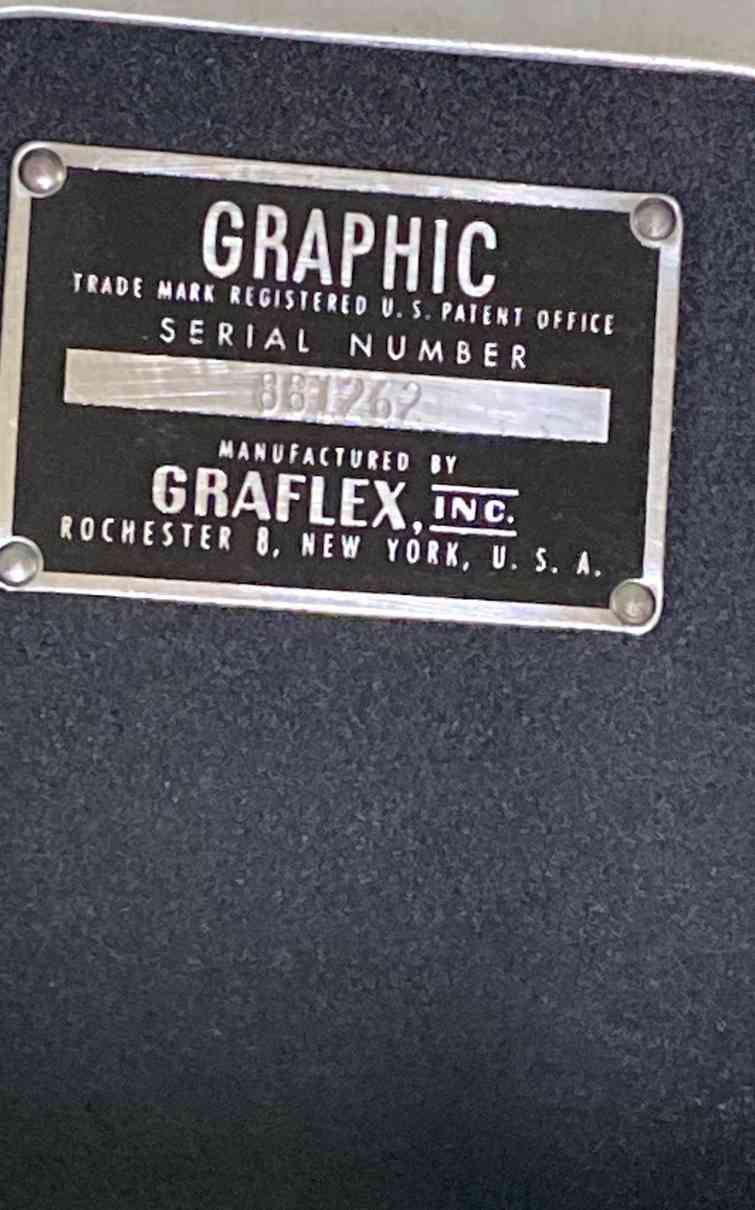 GRAPHIC
TRADE MARK REGISTERED U.S. PATENT OFFICE
SERIAL NUMBER
MANUFACTURED BY
GRAFLEX, INC.
ROCHESTER 8, NEW YORK, U. S. A.